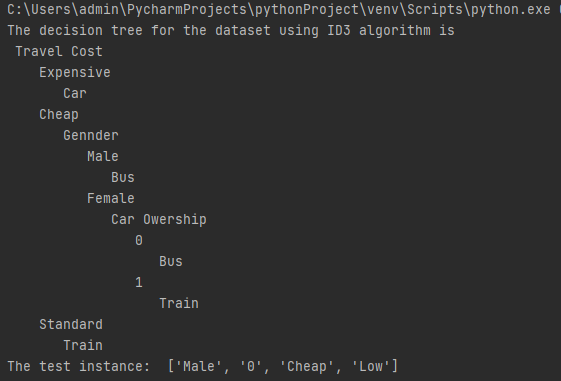 C:\Users\admin\PycharmProjects\pythonProject\venv\Scripts\python.exe
The decision tree for the dataset using ID3 algorithm is
Travel Cost
Expensive
Car
Cheap
Gennder
Male
Bus
Female
Car Owership
0
Bus
1
Train
Standard
Train
The test instance:  ['Male', '0', 'Cheap', 'Low']